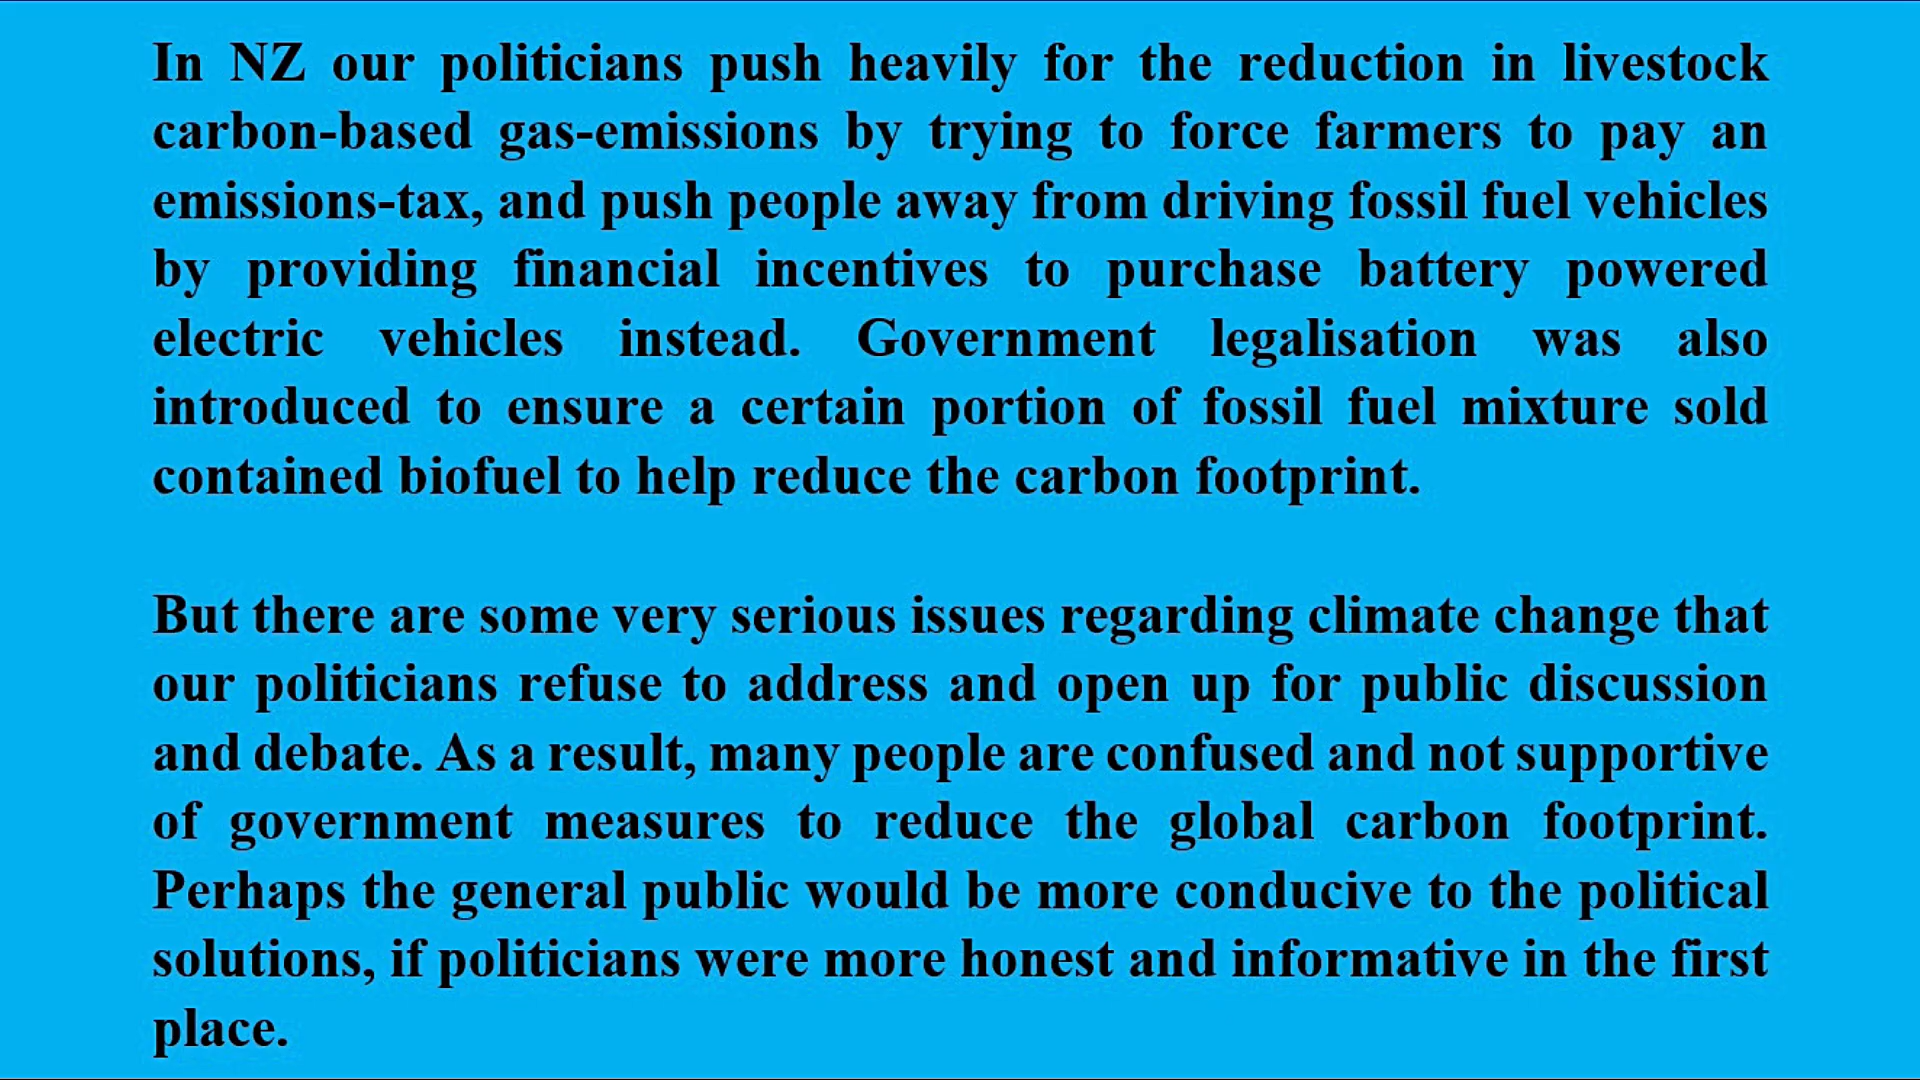 In NZ our politicians push heavily for the reduction in livestock
carbon-based gas-emissions by trying to force farmers to pay an
emissions-tax, and push people away from driving fossil fuel vehicles
by providing financial incentives to purchase battery powered
electric vehicles instead. Government legalisation was also
introduced to ensure a certain portion of fossil fuel mixture sold
contained biofuel to help reduce the carbon footprint.
But there are some very serious issues regarding climate change that
our politicians refuse to address and open up for public discussion
and debate. As a result, many people are confused and not supportive
of government measures to reduce the global carbon footprint.
Perhaps the general public would be more conducive to the political
solutions, if politicians were more honest and informative in the first
place.